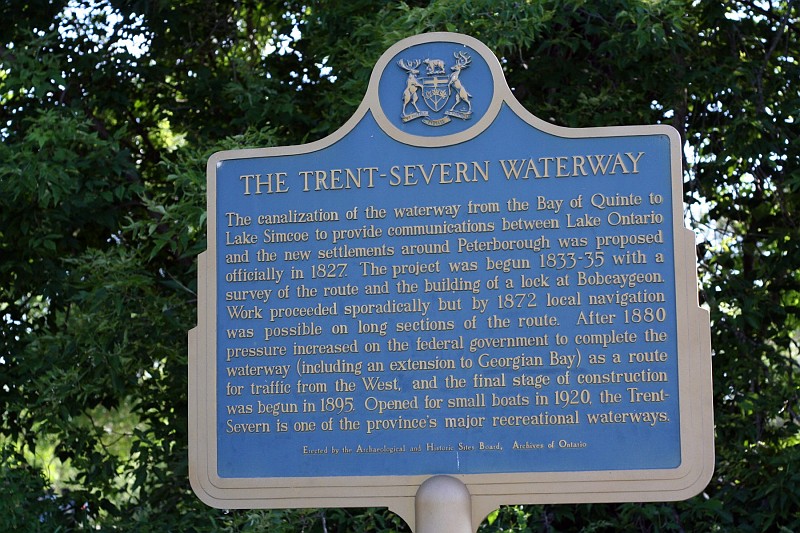 THE TRENT-SEVERN WATERWAY
The canalization of the waterway from the Bay of Quinte to
Lake Simcoe to provide communications between Lake Ontario
and the new settlements around Peterborough was proposed
officially in 1827. The project was begun 1833-35 with a
survey of the route and the building of a lock at Bobcaygeon.
Work proceeded sporadically but by 1872 local navigation
was possible on long sections of the route. After 1880
pressure increased on the federal government to complete the
waterway (including an extension to Georgian Bay) as a route
for traffic from the West, and the final stage of construction
was begun in 1895. Opened for small boats in 1920, the Trent-
Severn is one of the province's major recreational waterways.
Erected by the Archaeological and Historic Sites Board, Archives of Ontario